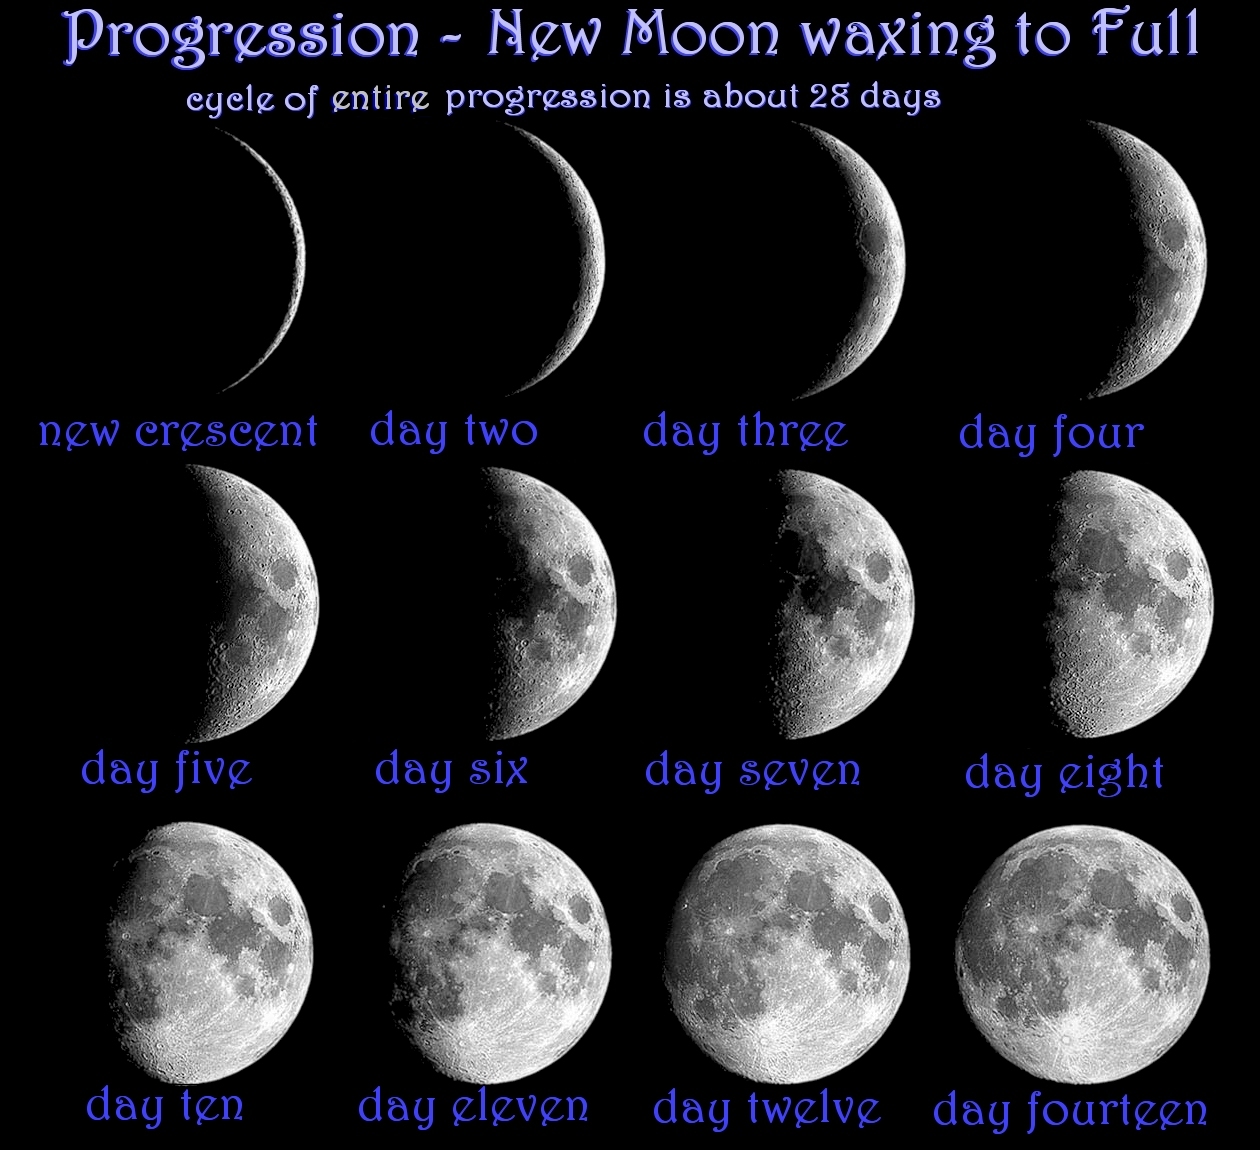 Progression - New Moon waxing to Full
cycle of entire progression is about 28 days
new crescent day two day three day four
day five day six day seven day eight
day ten day eleven day twelve day fourteen